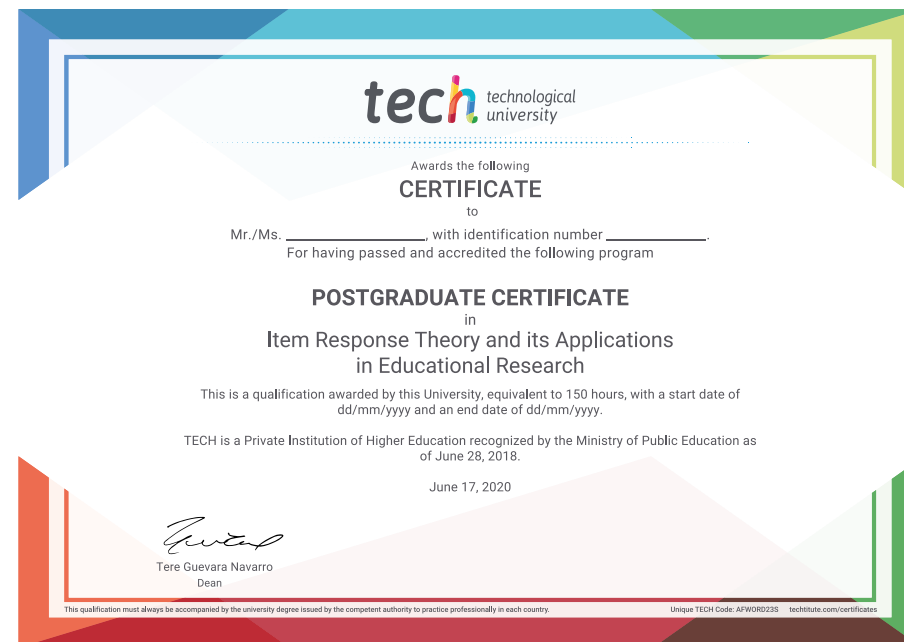 tech technological
university
Awards the following
CERTIFICATE
to
Mr./Ms. ____________________, with identification number ______________.
For having passed and accredited the following program
POSTGRADUATE CERTIFICATE
in
Item Response Theory and its Applications
in Educational Research
This is a qualification awarded by this University, equivalent to 150 hours, with a start date of
dd/mm/yyyy and an end date of dd/mm/yyyy.
TECH is a Private Institution of Higher Education recognized by the Ministry of Public Education as
of June 28, 2018.
June 17, 2020
Tere Guevara Navarro
Dean
This qualification must always be accompanied by the university degree issued by the competent authority to practice professionally in each country. Unique TECH Code: AFWORD23S techtitute.com/certificates